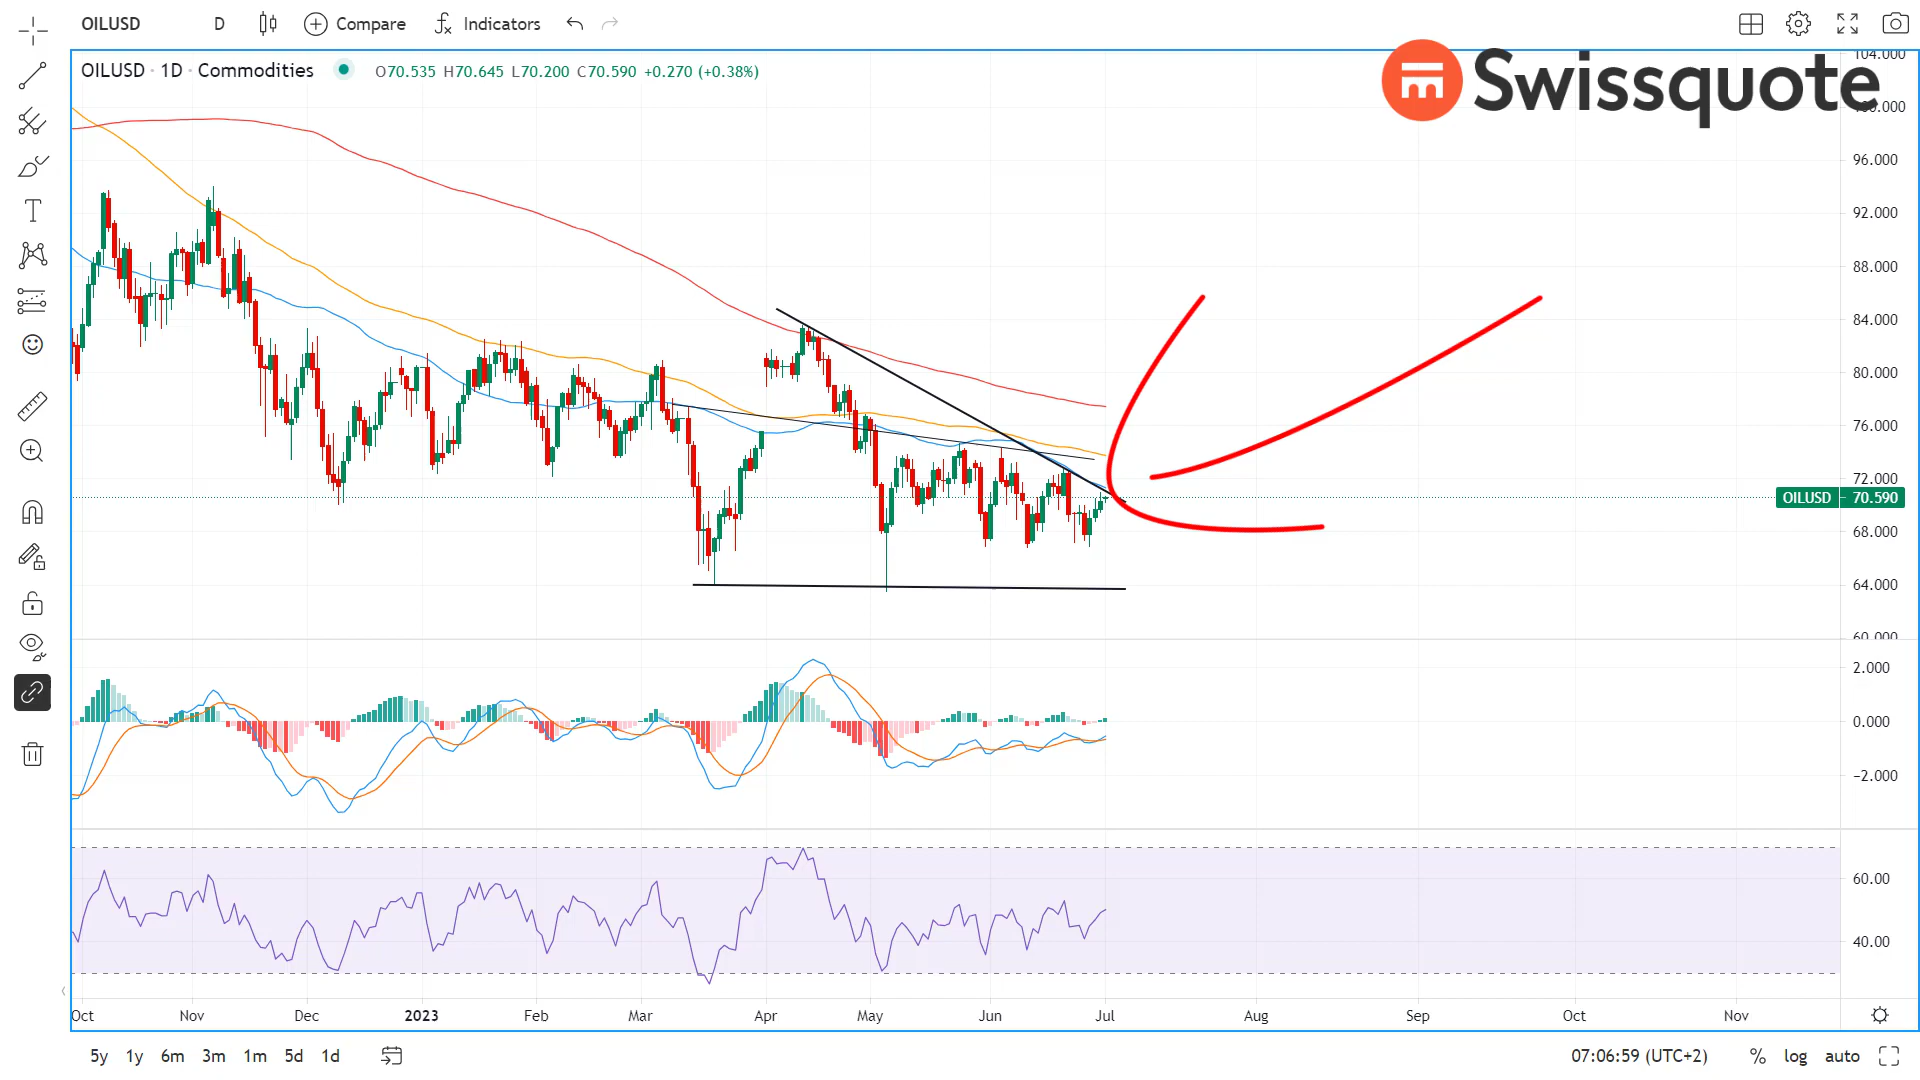 OILUSD D Compare Indicators
OILUSD · 1D · Commodities O70.535 H70.645 L70.200 C70.590 +0.270 (+0.38%)
Swissquote
104.000
96.000
92.000
88.000
84.000
80.000
76.000
72.000
OILUSD 70.590
68.000
64.000
60.000
2.000
0.000
−2.000
60.00
40.00
Oct Nov Dec 2023 Feb Mar Apr May Jun Jul Aug Sep Oct Nov
5y 1y 6m 3m 1m 5d 1d 07:06:59 (UTC+2) % log auto